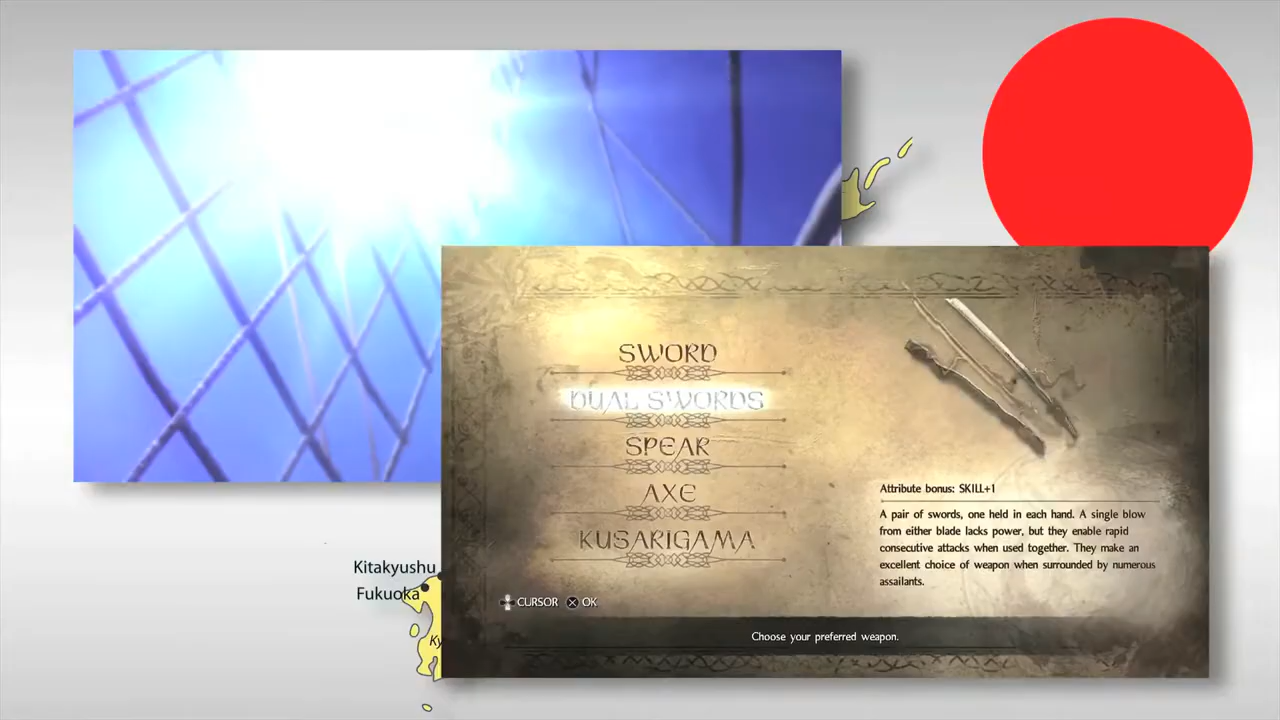 SWORD
DUAL SWORDS
SPEAR
AXE
KUSARIGAMA
Attribute bonus: SKILL+1
A pair of swords, one held in each hand. A single blow
from either blade lacks power, but they enable rapid
consecutive attacks when used together. They make an
excellent choice of weapon when surrounded by numerous
assailants.
CURSOR OK
Choose your preferred weapon.
Kitakyushu
Fukuoka
Ky